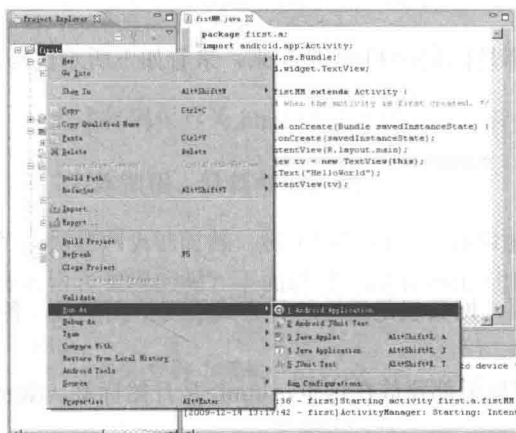 Project Explorer
fistMM.java
first
package first.a;
import android.app.Activity;
d.os.Bundle;
d.widget.TextView;
fistMM extends Activity {
d when the activity is first created. */
d onCreate(Bundle savedInstanceState) {
.onCreate(savedInstanceState);
ntentView(R.layout.main);
ew tv = new TextView(this);
tText("HelloWorld");
ntentView(tv);
New
Go Into
Show In Alt+Shift+W
Copy Ctrl+C
Copy Qualified Name
Paste Ctrl+V
Delete Delete
Build Path
Refactor Alt+Shift+T
Import...
Export...
Build Project
Refresh F5
Close Project
Validate
Run As
Debug As
Team
Compare With
Restore from Local History...
Android Tools
Source
Properties Alt+Enter
1 Android Application
2 Android JUnit Test
3 Java Applet Alt+Shift+X, A
4 Java Application Alt+Shift+X, J
5 JUnit Test Alt+Shift+X, T
Run Configurations...
to device
:36 - first]Starting activity first.a.fistMM
[2009-12-14 13:17:42 - first]ActivityManager: Starting: Intent